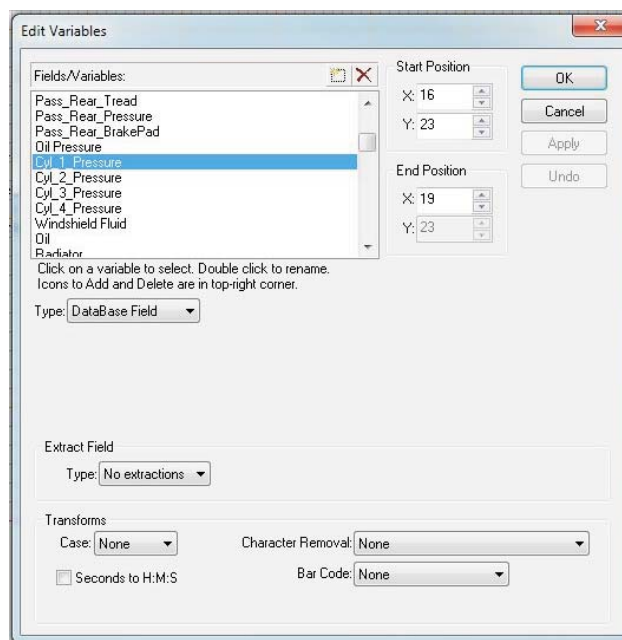 Edit Variables
Fields/Variables:
Pass_Rear_Tread
Pass_Rear_Pressure
Pass_Rear_BrakePad
Oil Pressure
Cyl_1_Pressure
Cyl_2_Pressure
Cyl_3_Pressure
Cyl_4_Pressure
Windshield Fluid
Oil
Radiator
Click on a variable to select. Double click to rename.
Icons to Add and Delete are in top-right corner.
Type: DataBase Field
Start Position
X: 16
Y: 23
End Position
X: 19
Y: 23
OK
Cancel
Apply
Undo
Extract Field
Type: No extractions
Transforms
Case: None
Character Removal: None
Seconds to H:M:S
Bar Code: None